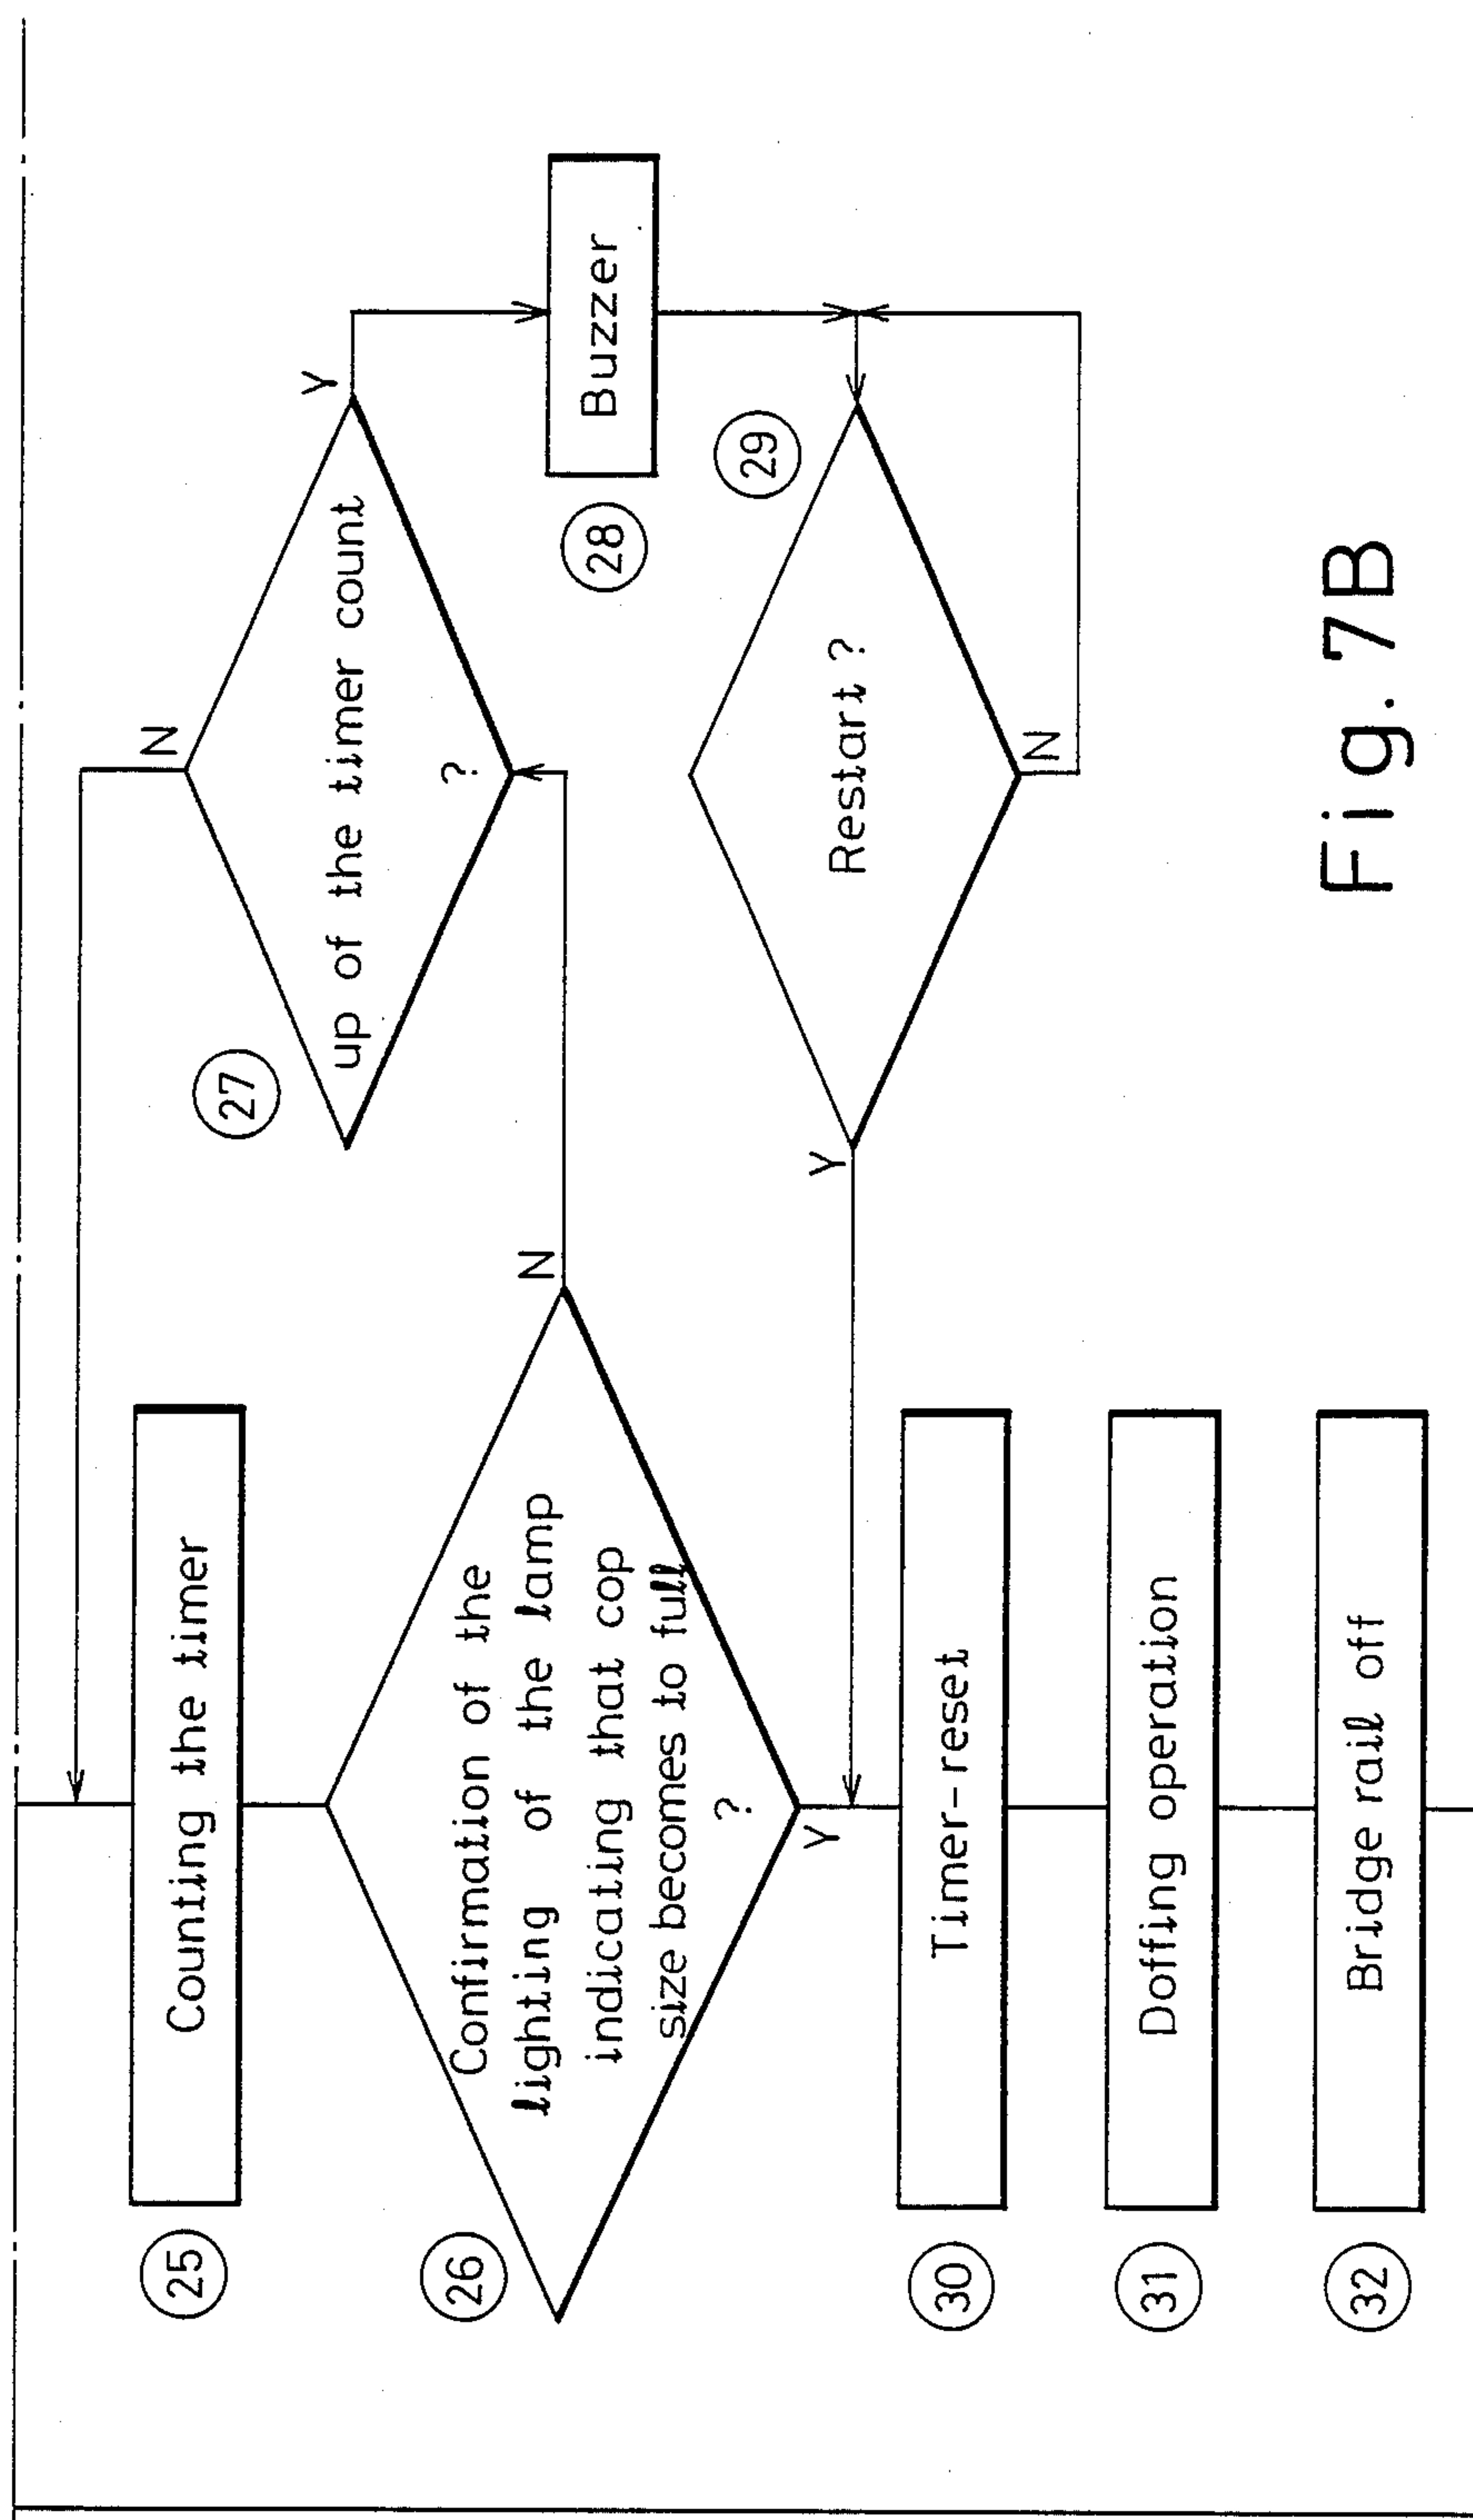 25
Counting the timer
26
Confirmation of the
lighting of the lamp
indicating that cop
size becomes to full
?
N
Y
27
up of the timer count
?
N
Y
28
Buzzer
29
Restart ?
Y
N
30
Timer-reset
31
Doffing operation
32
Bridge rail off
Fig. 7B